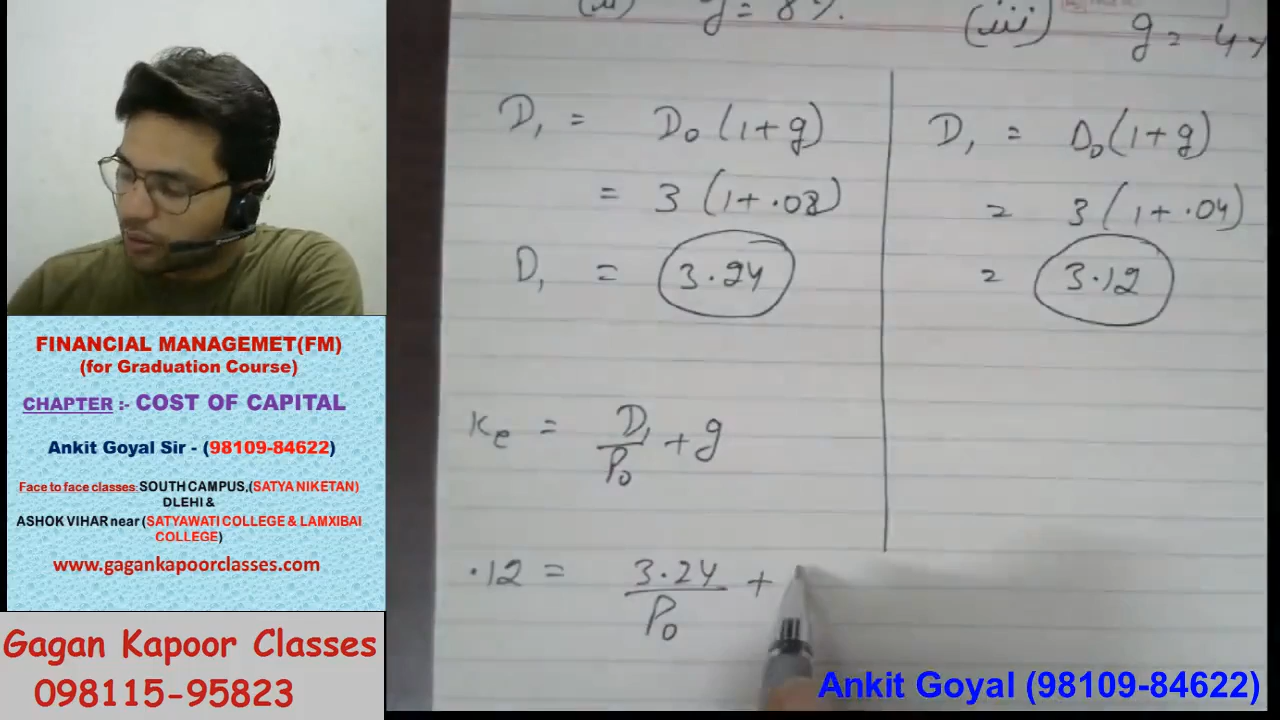 (ii) g = 8%.
(iii) g = 4%
D₁ = D₀ (1 + g)
= 3 (1 + .08)
D₁ = 3.24
D₁ = D₀ (1 + g)
= 3 (1 + .04)
= 3.12
Ke = D₁/P₀ + g
.12 = 3.24/P₀ +
FINANCIAL MANAGEMET(FM)
(for Graduation Course)
CHAPTER :- COST OF CAPITAL
Ankit Goyal Sir - (98109-84622)
Face to face classes: SOUTH CAMPUS,(SATYA NIKETAN)
DLEHI &
ASHOK VIHAR near (SATYAWATI COLLEGE & LAMXIBAI
COLLEGE)
www.gagankapoorclasses.com
Gagan Kapoor Classes
098115-95823
Ankit Goyal (98109-84622)